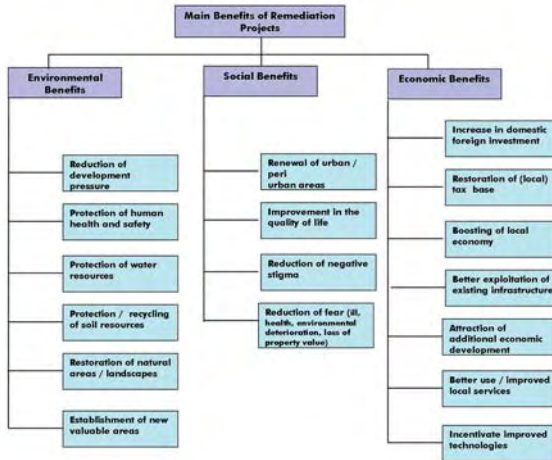 Main Benefits of Remediation
Projects
Environmental
Benefits
Reduction of
development
pressure
Protection of human
health and safety
Protection of water
resources
Protection / recycling
of soil resources
Restoration of natural
areas / landscapes
Establishment of new
valuable areas
Social Benefits
Renewal of urban /
peri
urban areas
Improvement in the
quality of life
Reduction of negative
stigma
Reduction of fear (ill,
health, environmental
deterioration, loss of
property value)
Economic Benefits
Increase in domestic
foreign investment
Restoration of (local)
tax base
Boosting of local
economy
Better exploitation of
existing infrastructure
Attraction of
additional economic
development
Better use / improved
local services
Incentivate improved
technologies